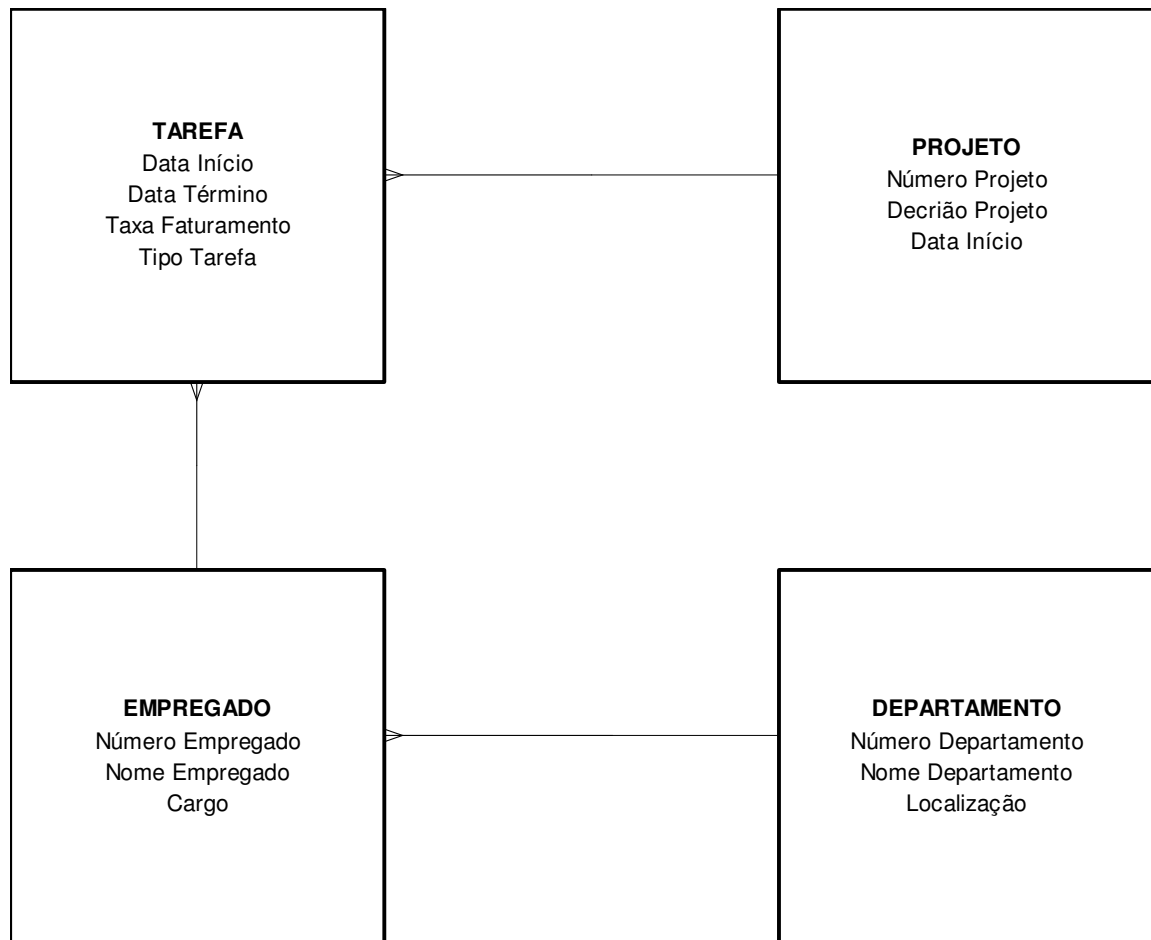 TAREFA
Data Início
Data Término
Taxa Faturamento
Tipo Tarefa
PROJETO
Número Projeto
Decrião Projeto
Data Início
EMPREGADO
Número Empregado
Nome Empregado
Cargo
DEPARTAMENTO
Número Departamento
Nome Departamento
Localização